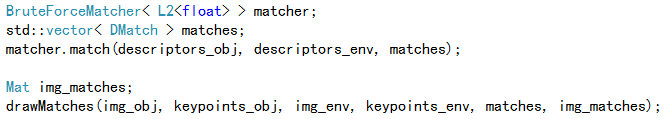 BruteForceMatcher< L2<float> > matcher;
std::vector< DMatch > matches;
matcher.match(descriptors_obj, descriptors_env, matches);
Mat img_matches;
drawMatches(img_obj, keypoints_obj, img_env, keypoints_env, matches, img_matches);